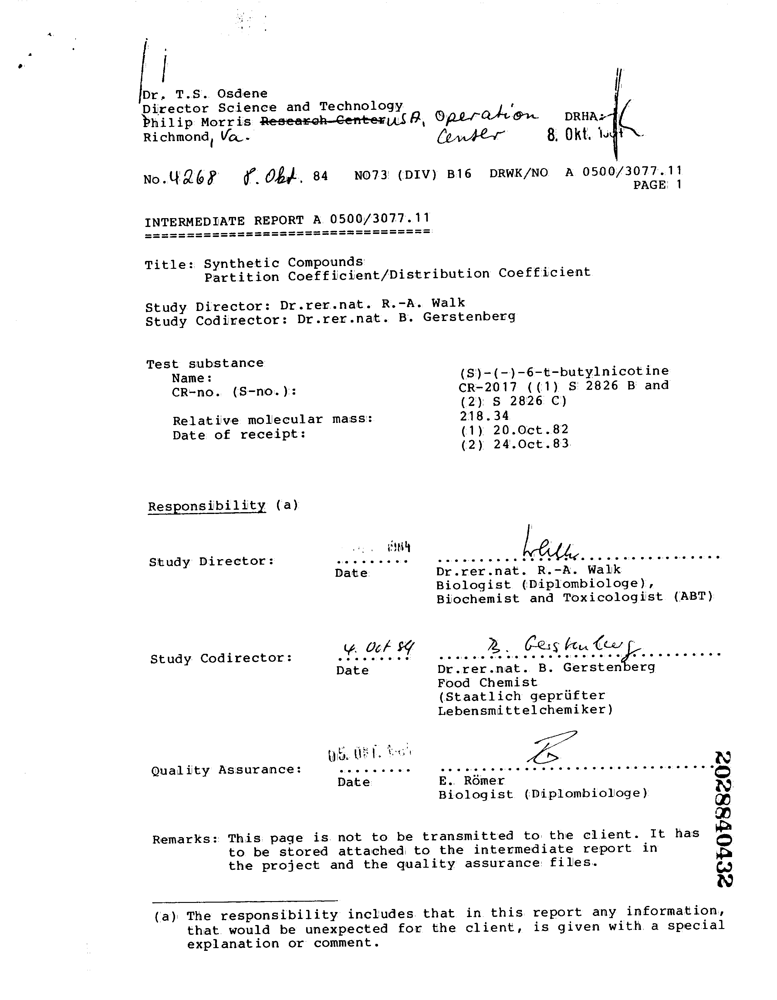 Dr. T.S. Osdene
Director Science and Technology
Philip Morris Research Center USA, Operation
Richmond, Va. Center
DRHA
8. Okt.
No. 4268 8. Okt. 84 NO73 (DIV) B16 DRWK/NO A 0500/3077.11
PAGE 1
INTERMEDIATE REPORT A 0500/3077.11
==================================
Title: Synthetic Compounds
Partition Coefficient/Distribution Coefficient
Study Director: Dr.rer.nat. R.-A. Walk
Study Codirector: Dr.rer.nat. B. Gerstenberg
Test substance
Name: (S)-(-)-6-t-butylnicotine
CR-no. (S-no.): CR-2017 ((1) S 2826 B and
(2) S 2826 C)
Relative molecular mass: 218.34
Date of receipt: (1) 20.Oct.82
(2) 24.Oct.83
Responsibility (a)
1984
Study Director: ......... ..................................
Date Dr.rer.nat. R.-A. Walk
Biologist (Diplombiologe),
Biochemist and Toxicologist (ABT)
4. Oct 84 B. Gerstenberg
Study Codirector: ......... ..................................
Date Dr.rer.nat. B. Gerstenberg
Food Chemist
(Staatlich geprüfter
Lebensmittelchemiker)
05. Okt.
Quality Assurance: ......... ..................................
Date E. Römer
Biologist (Diplombiologe)
Remarks: This page is not to be transmitted to the client. It has
to be stored attached to the intermediate report in
the project and the quality assurance files.
(a) The responsibility includes that in this report any information,
that would be unexpected for the client, is given with a special
explanation or comment.
2028840432